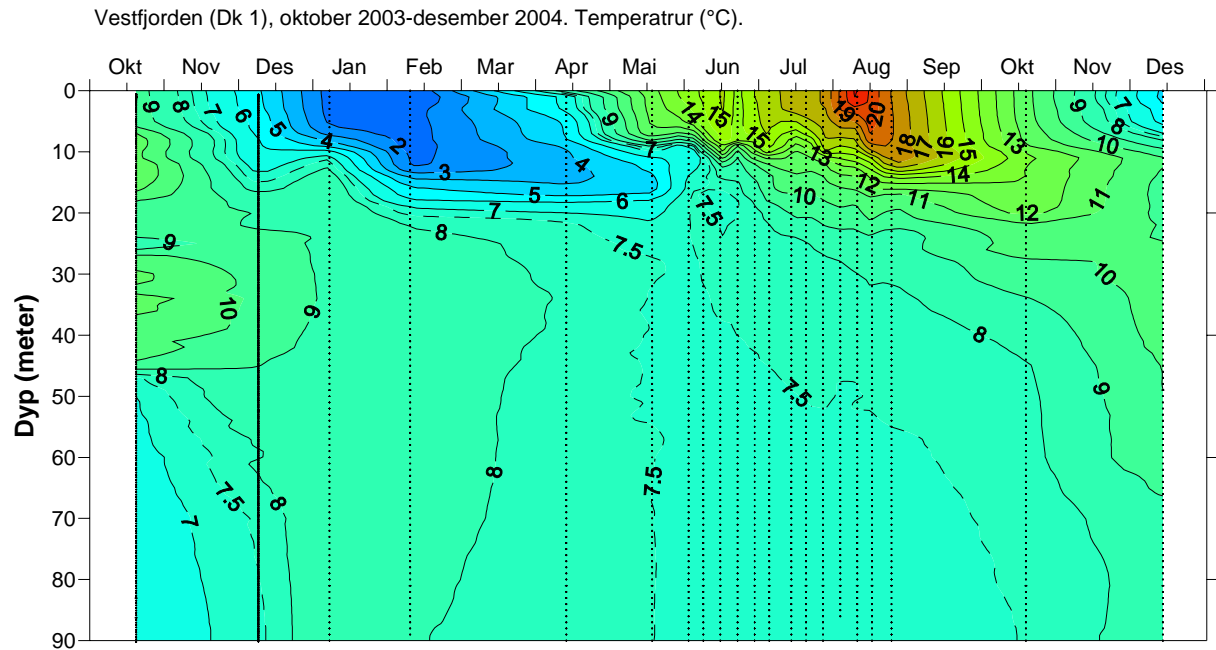 Vestfjorden (Dk 1), oktober 2003-desember 2004. Temperatrur (°C).
Okt Nov Des Jan Feb Mar Apr Mai Jun Jul Aug Sep Okt Nov Des
0
10
20
30
40
50
60
70
80
90
Dyp (meter)
9 8 7 6 5 4 2 3 4 5 6 7 8 9 7 14 15 15 13 12 10 11 19 20 18 17 16 15 14 13 12 11 9 7 8 10
7.5 7.5
9 10 9 8 10
8 7.5 8 9
7 7.5 8 8 7.5